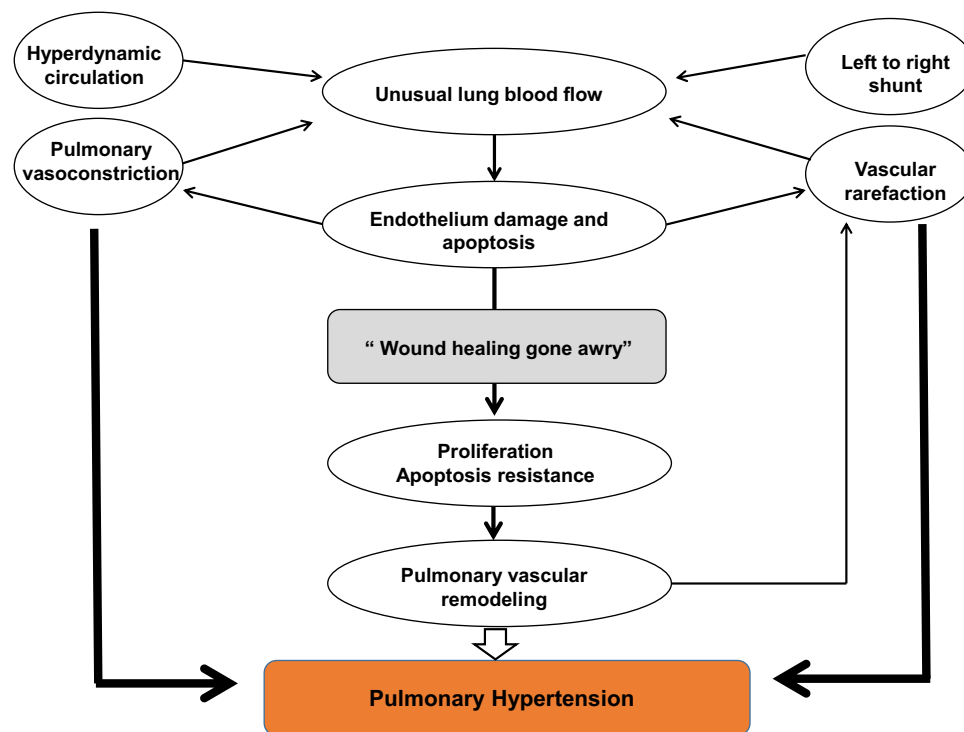 Hyperdynamic
circulation
Unusual lung blood flow
Left to right
shunt
Pulmonary
vasoconstriction
Vascular
rarefaction
Endothelium damage and
apoptosis
“ Wound healing gone awry”
Proliferation
Apoptosis resistance
Pulmonary vascular
remodeling
Pulmonary Hypertension